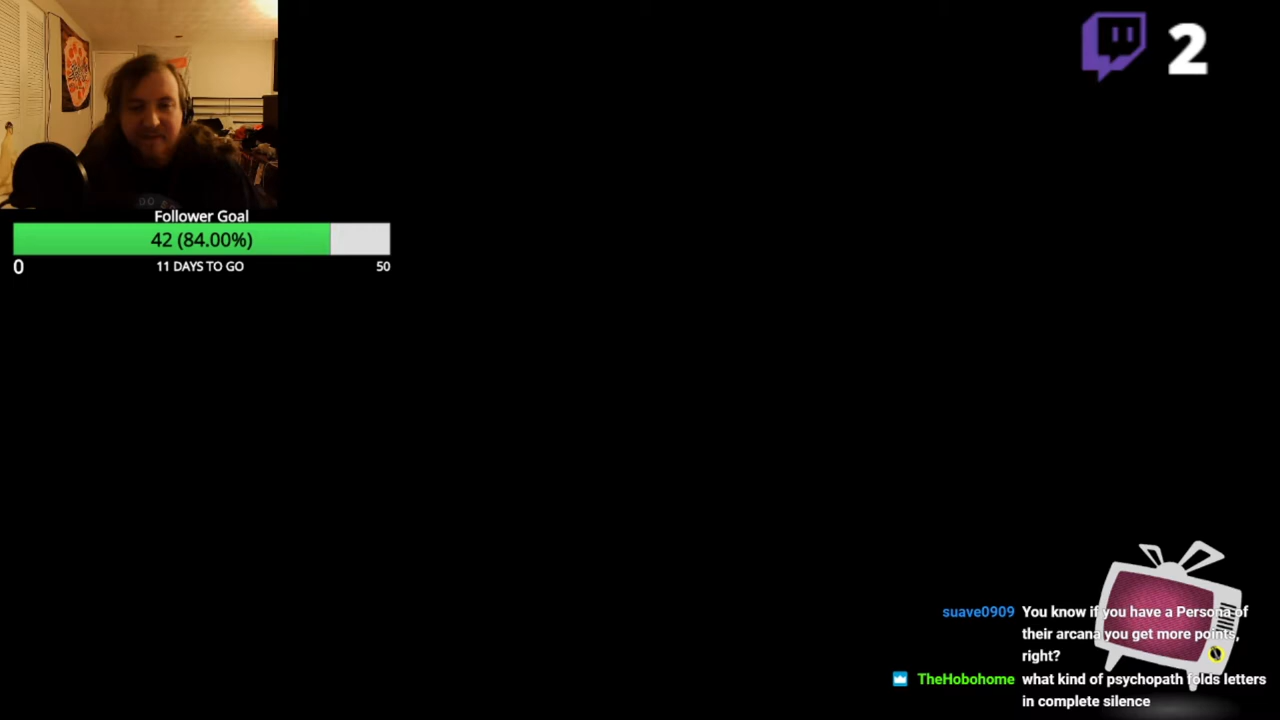 2
Follower Goal
42 (84.00%)
0 11 DAYS TO GO 50
suave0909 You know if you have a Persona of
their arcana you get more points,
right?
TheHobohome what kind of psychopath folds letters
in complete silence